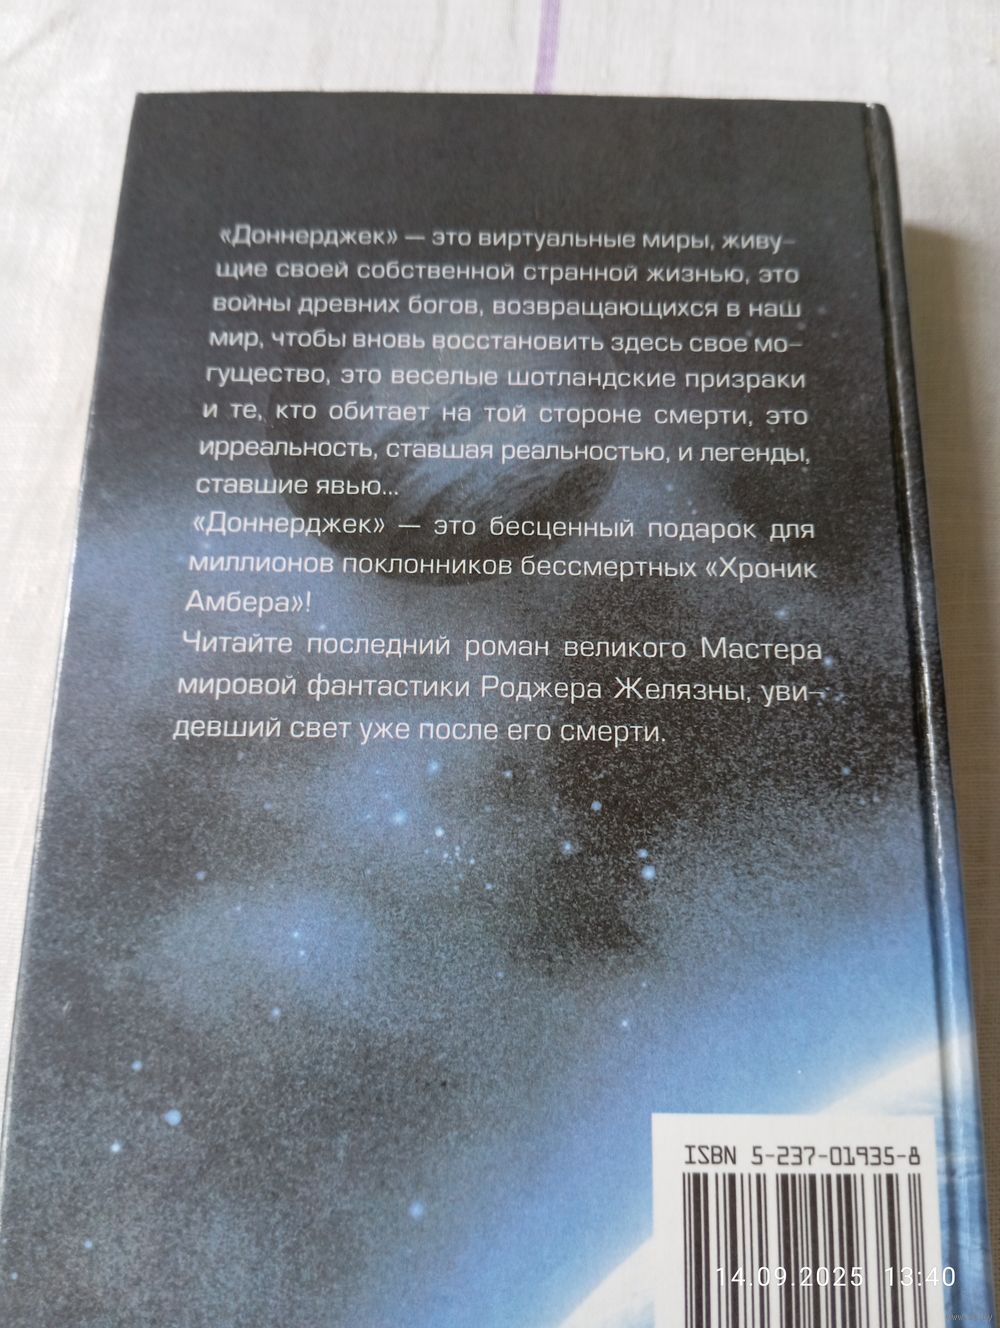 «Доннерджек» — это виртуальные миры, живу-
щие своей собственной странной жизнью, это
войны древних богов, возвращающихся в наш
мир, чтобы вновь восстановить здесь свое мо-
гущество, это веселые шотландские призраки
и те, кто обитает на той стороне смерти, это
ирреальность, ставшая реальностью, и легенды,
ставшие явью...
«Доннерджек» — это бесценный подарок для
миллионов поклонников бессмертных «Хроник
Амбера»!
Читайте последний роман великого Мастера
мировой фантастики Роджера Желязны, уви-
девший свет уже после его смерти.
ISBN 5-237-01935-8
14.09.2025 13:40